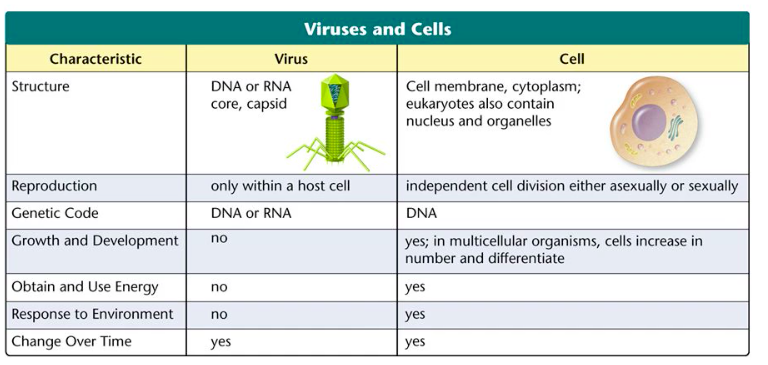 Viruses and Cells
Characteristic Virus Cell
Structure DNA or RNA Cell membrane, cytoplasm;
core, capsid eukaryotes also contain
nucleus and organelles
Reproduction only within a host cell independent cell division either asexually or sexually
Genetic Code DNA or RNA DNA
Growth and Development no yes; in multicellular organisms, cells increase in
number and differentiate
Obtain and Use Energy no yes
Response to Environment no yes
Change Over Time yes yes